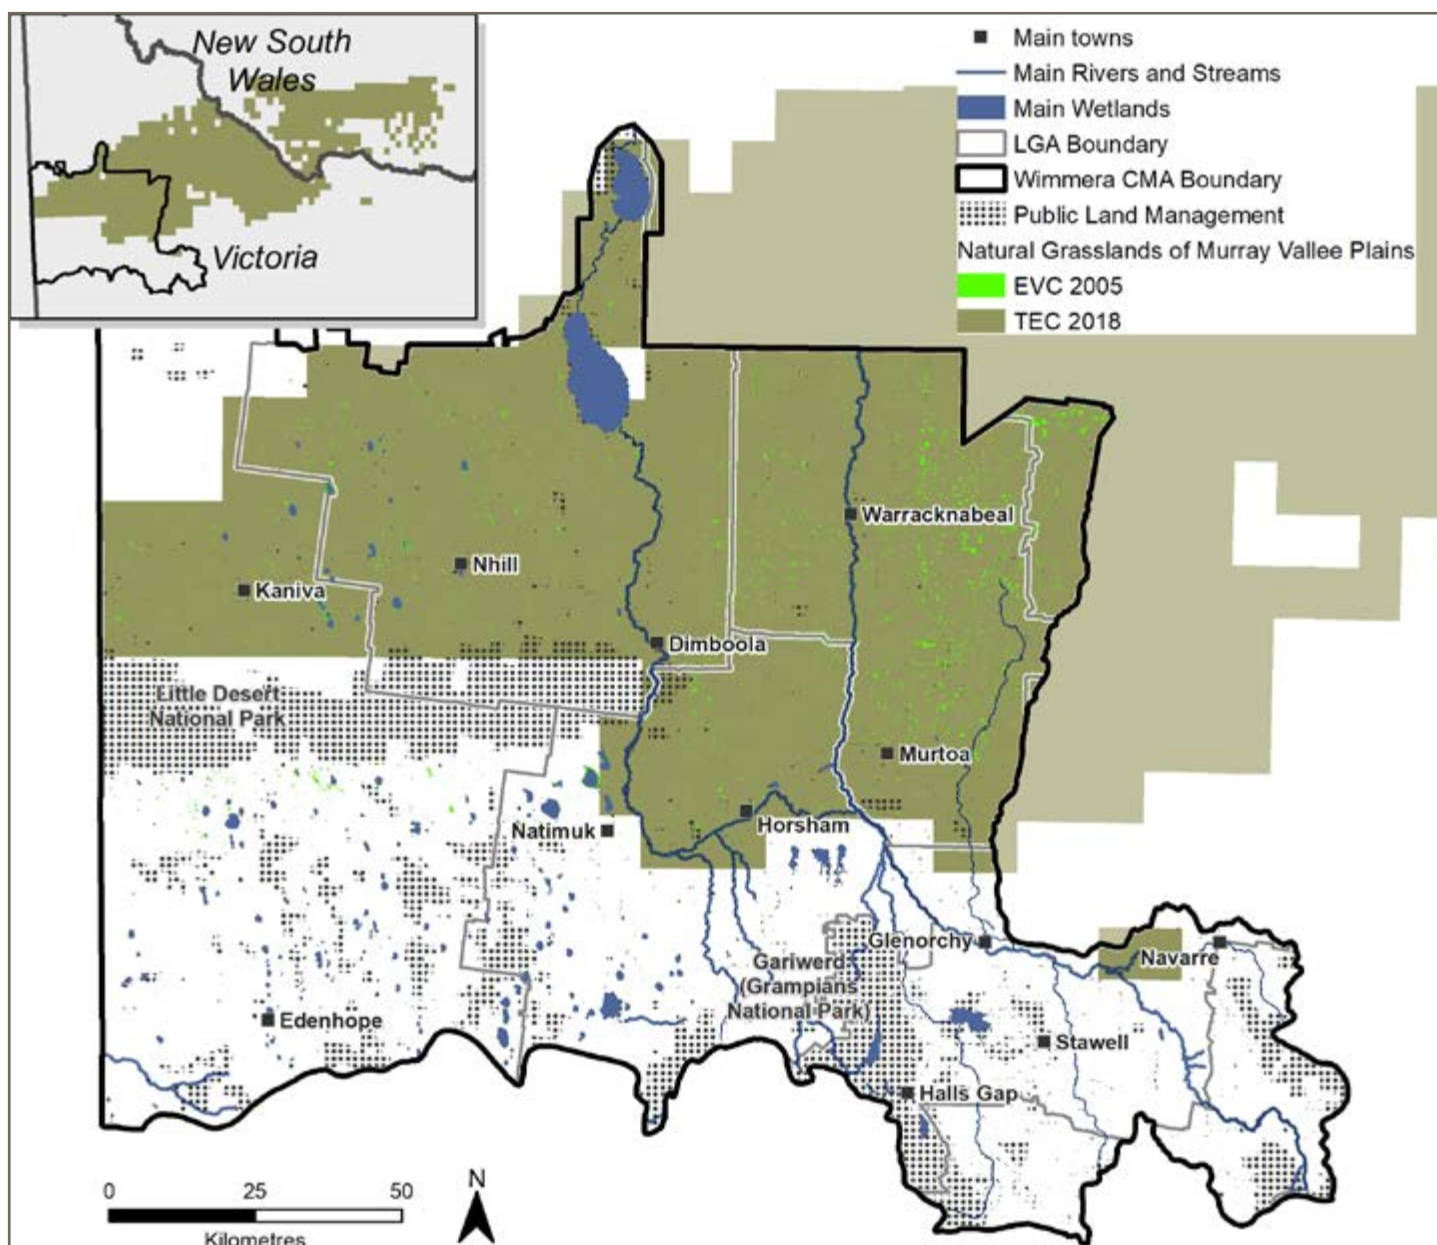 New South
Wales
Victoria
Main towns
Main Rivers and Streams
Main Wetlands
LGA Boundary
Wimmera CMA Boundary
Public Land Management
Natural Grasslands of Murray Vallee Plains
EVC 2005
TEC 2018
Warracknabeal
Nhill
Kaniva
Dimboola
Little Desert
National Park
Murtoa
Natimuk
Horsham
Glenorchy
Navarre
Gariwerd
(Grampians
National Park)
Edenhope
Stawell
Halls Gap
N
0 25 50
Kilometres